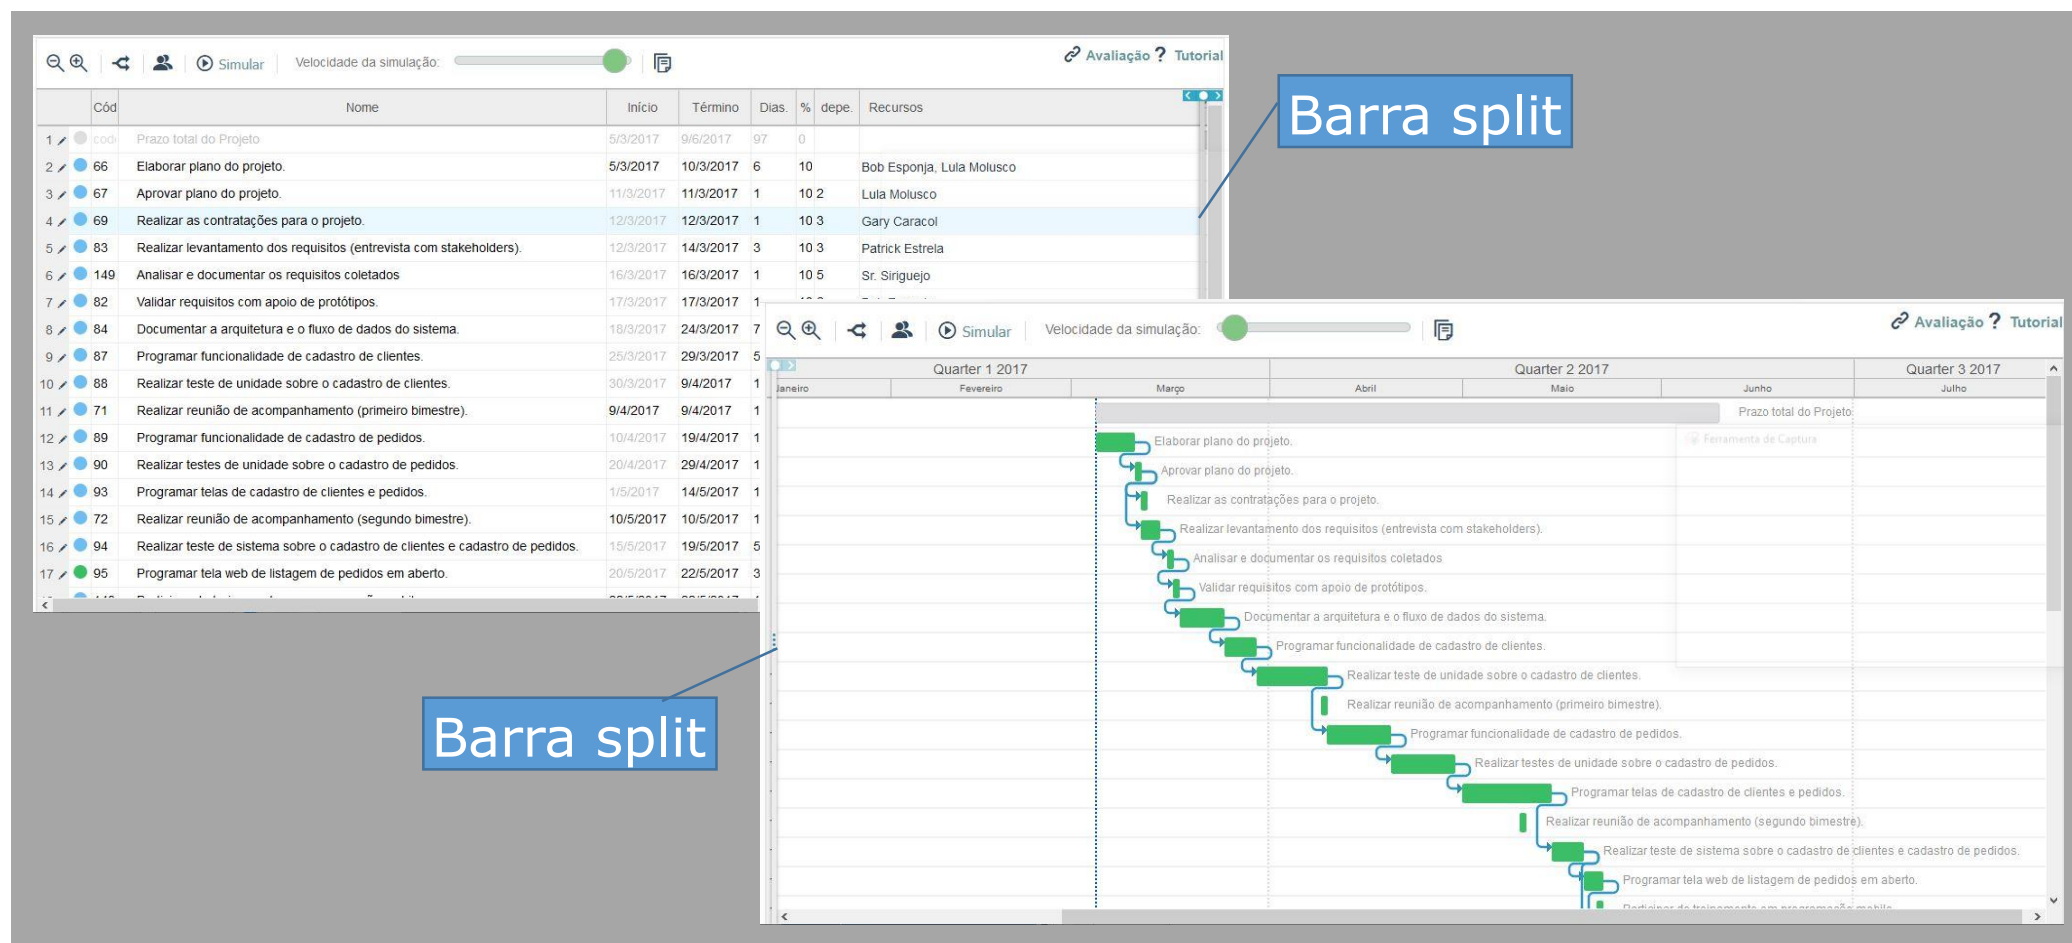 Simular
Velocidade da simulação:
Avaliação ? Tutorial
Cód Nome Início Término Dias. % depe. Recursos
1 Prazo total do Projeto 5/3/2017 9/6/2017 97 0
2 66 Elaborar plano do projeto. 5/3/2017 10/3/2017 6 10 Bob Esponja, Lula Molusco
3 67 Aprovar plano do projeto. 11/3/2017 11/3/2017 1 10 2 Lula Molusco
4 69 Realizar as contratações para o projeto. 12/3/2017 12/3/2017 1 10 3 Gary Caracol
5 83 Realizar levantamento dos requisitos (entrevista com stakeholders). 12/3/2017 14/3/2017 3 10 3 Patrick Estrela
6 149 Analisar e documentar os requisitos coletados 16/3/2017 16/3/2017 1 10 5 Sr. Siriguejo
7 82 Validar requisitos com apoio de protótipos. 17/3/2017 17/3/2017 1
8 84 Documentar a arquitetura e o fluxo de dados do sistema. 18/3/2017 24/3/2017 7
9 87 Programar funcionalidade de cadastro de clientes. 25/3/2017 29/3/2017 5
10 88 Realizar teste de unidade sobre o cadastro de clientes. 30/3/2017 9/4/2017 1
11 71 Realizar reunião de acompanhamento (primeiro bimestre). 9/4/2017 9/4/2017 1
12 89 Programar funcionalidade de cadastro de pedidos. 10/4/2017 19/4/2017 1
13 90 Realizar testes de unidade sobre o cadastro de pedidos. 20/4/2017 29/4/2017 1
14 93 Programar telas de cadastro de clientes e pedidos. 1/5/2017 14/5/2017 1
15 72 Realizar reunião de acompanhamento (segundo bimestre). 10/5/2017 10/5/2017 1
16 94 Realizar teste de sistema sobre o cadastro de clientes e cadastro de pedidos. 15/5/2017 19/5/2017 5
17 95 Programar tela web de listagem de pedidos em aberto. 20/5/2017 22/5/2017 3
Barra split
Barra split
Simular
Velocidade da simulação:
Avaliação ? Tutorial
Quarter 1 2017 Quarter 2 2017 Quarter 3 2017
Janeiro Fevereiro Março Abril Maio Junho Julho
Prazo total do Projeto
Elaborar plano do projeto.
Ferramenta de Captura
Aprovar plano do projeto.
Realizar as contratações para o projeto.
Realizar levantamento dos requisitos (entrevista com stakeholders).
Analisar e documentar os requisitos coletados
Validar requisitos com apoio de protótipos.
Documentar a arquitetura e o fluxo de dados do sistema.
Programar funcionalidade de cadastro de clientes.
Realizar teste de unidade sobre o cadastro de clientes.
Realizar reunião de acompanhamento (primeiro bimestre).
Programar funcionalidade de cadastro de pedidos.
Realizar testes de unidade sobre o cadastro de pedidos.
Programar telas de cadastro de clientes e pedidos.
Realizar reunião de acompanhamento (segundo bimestre).
Realizar teste de sistema sobre o cadastro de clientes e cadastro de pedidos.
Programar tela web de listagem de pedidos em aberto.